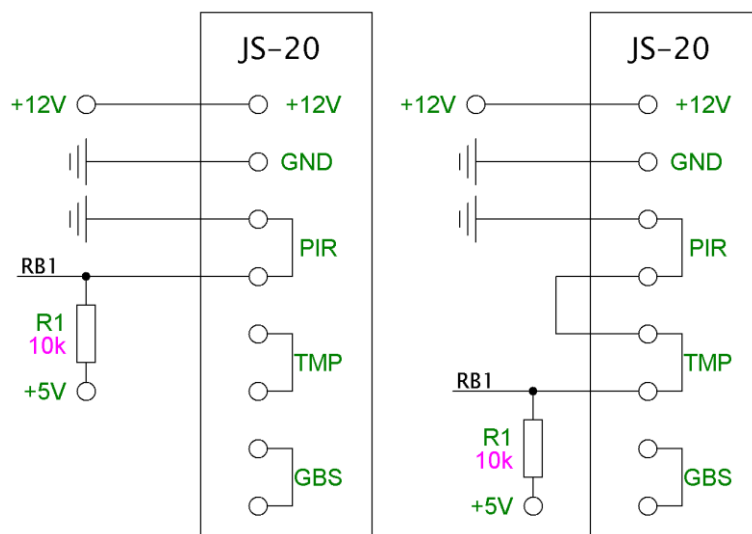 JS-20
+12V
+12V
GND
PIR
RB1
R1
10k
TMP
+5V
GBS
JS-20
+12V
+12V
GND
PIR
TMP
RB1
R1
10k
GBS
+5V